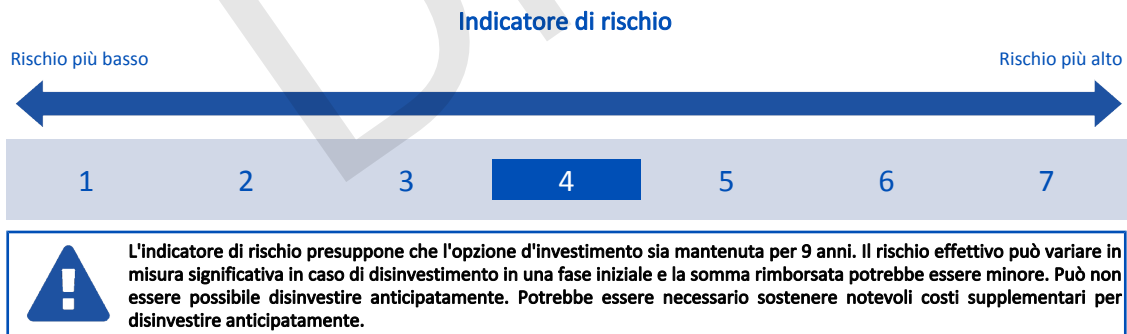 Indicatore di rischio
Rischio più basso
Rischio più alto
1 2 3 4 5 6 7
L'indicatore di rischio presuppone che l'opzione d'investimento sia mantenuta per 9 anni. Il rischio effettivo può variare in
misura significativa in caso di disinvestimento in una fase iniziale e la somma rimborsata potrebbe essere minore. Può non
essere possibile disinvestire anticipatamente. Potrebbe essere necessario sostenere notevoli costi supplementari per
disinvestire anticipatamente.